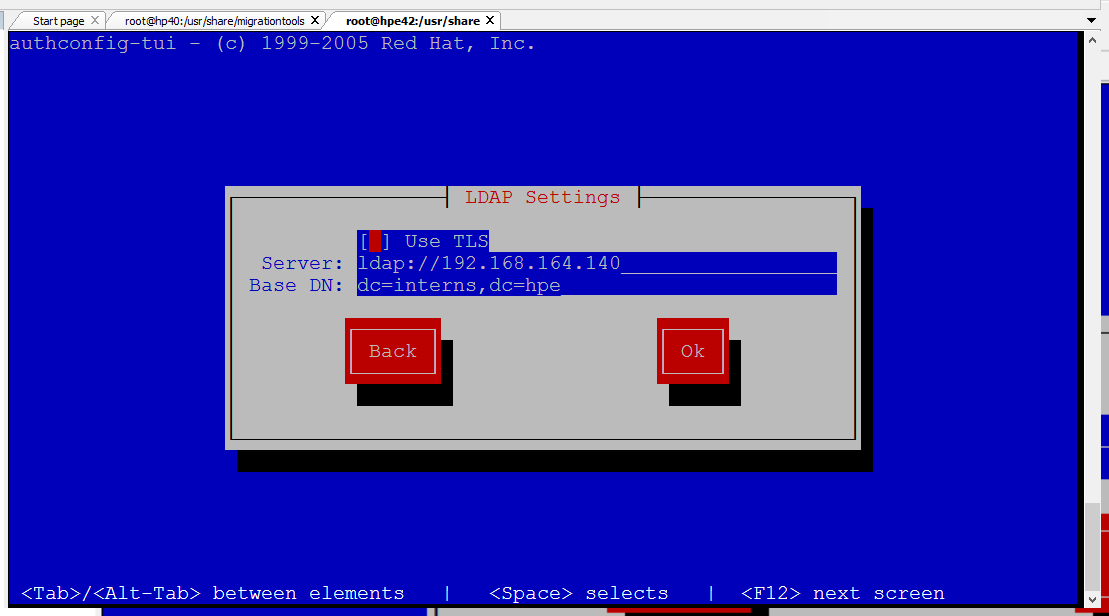 Start page root@hp40:/usr/share/migrationtools root@hpe42:/usr/share
authconfig-tui - (c) 1999-2005 Red Hat, Inc.
LDAP Settings
[ ] Use TLS
Server: ldap://192.168.164.140
Base DN: dc=interns,dc=hpe
Back Ok
<Tab>/<Alt-Tab> between elements | <Space> selects | <F12> next screen